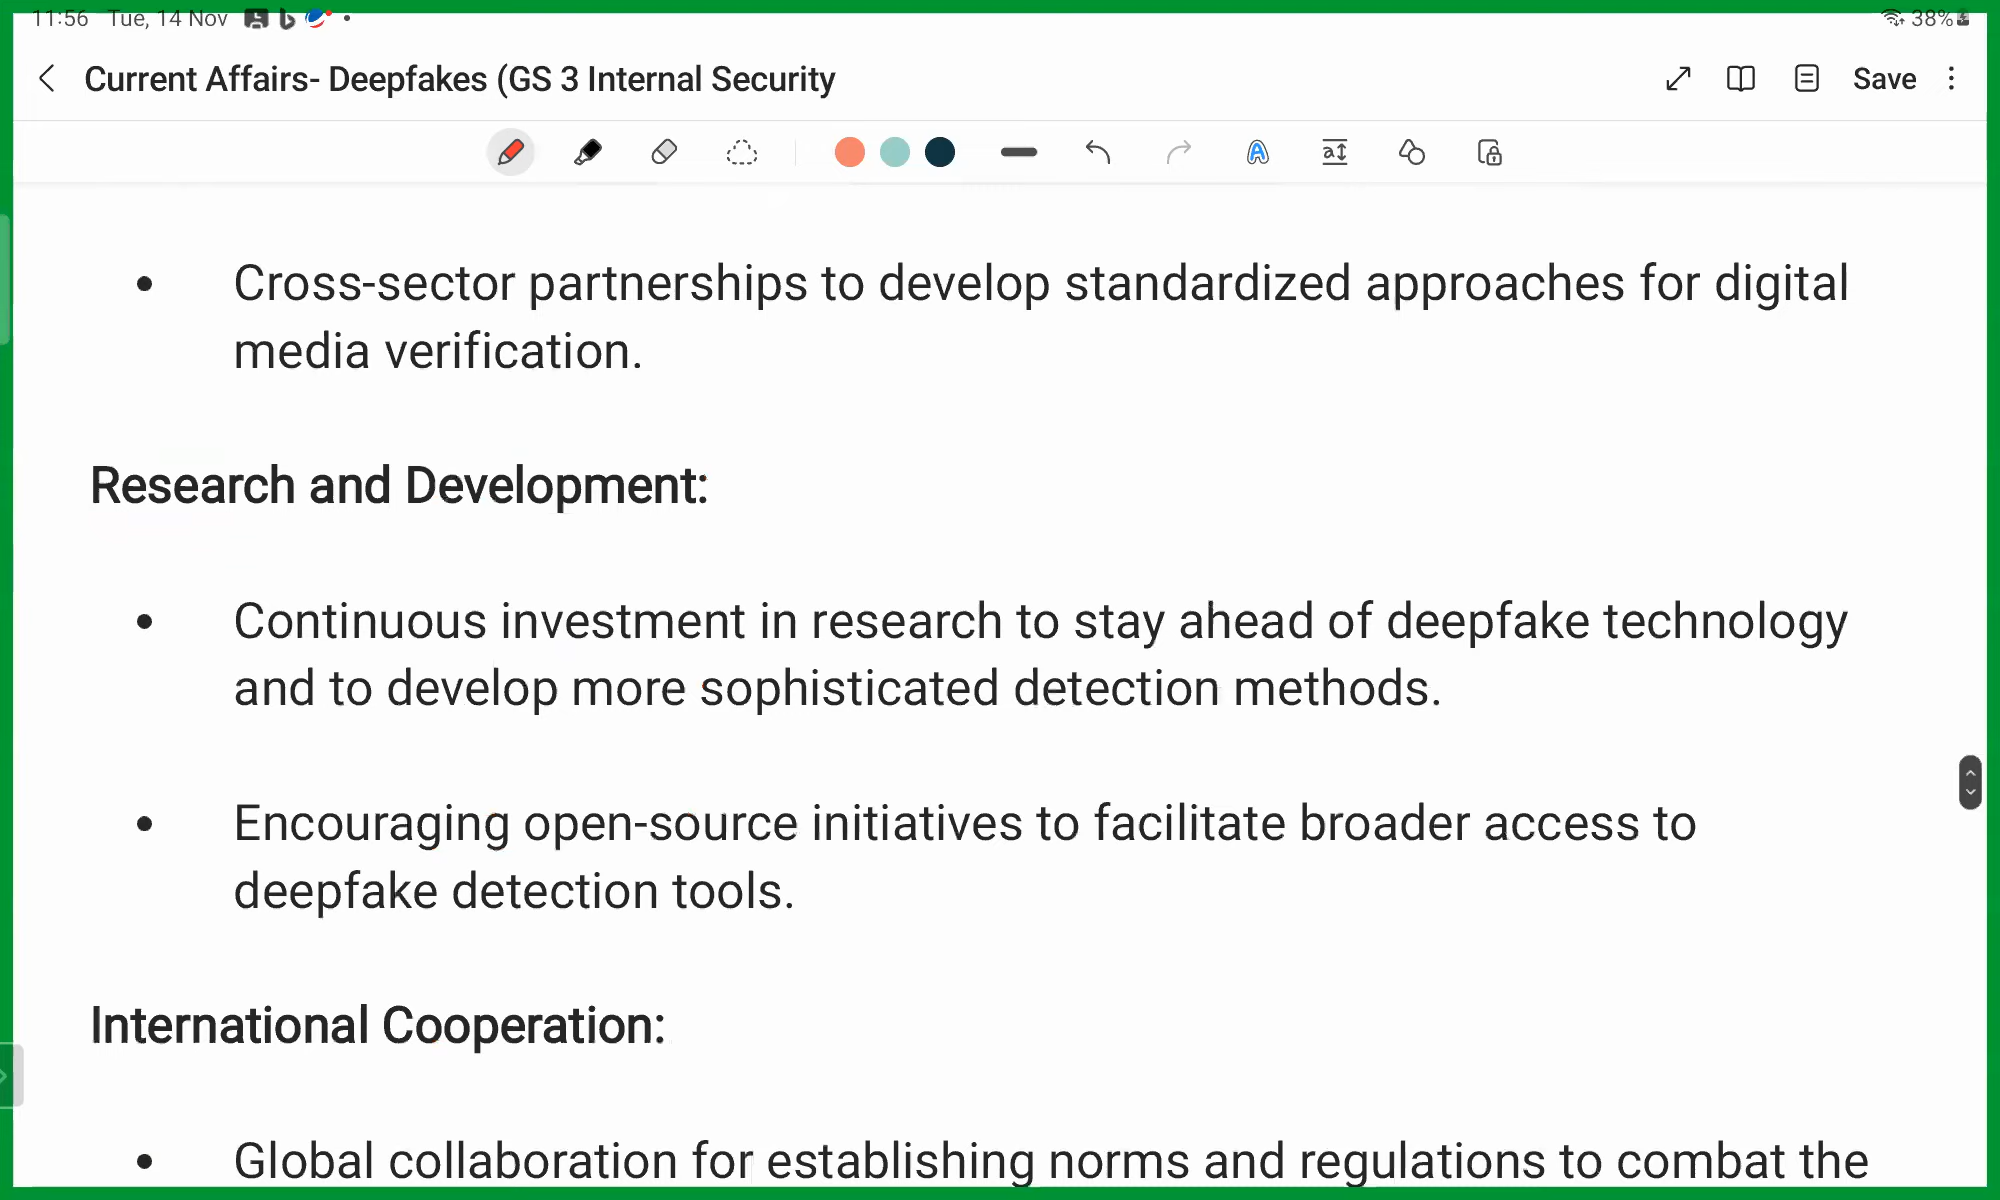 11:56 Tue, 14 Nov
38%
Current Affairs- Deepfakes (GS 3 Internal Security
Save
• Cross-sector partnerships to develop standardized approaches for digital
media verification.
Research and Development:
• Continuous investment in research to stay ahead of deepfake technology
and to develop more sophisticated detection methods.
• Encouraging open-source initiatives to facilitate broader access to
deepfake detection tools.
International Cooperation:
• Global collaboration for establishing norms and regulations to combat the